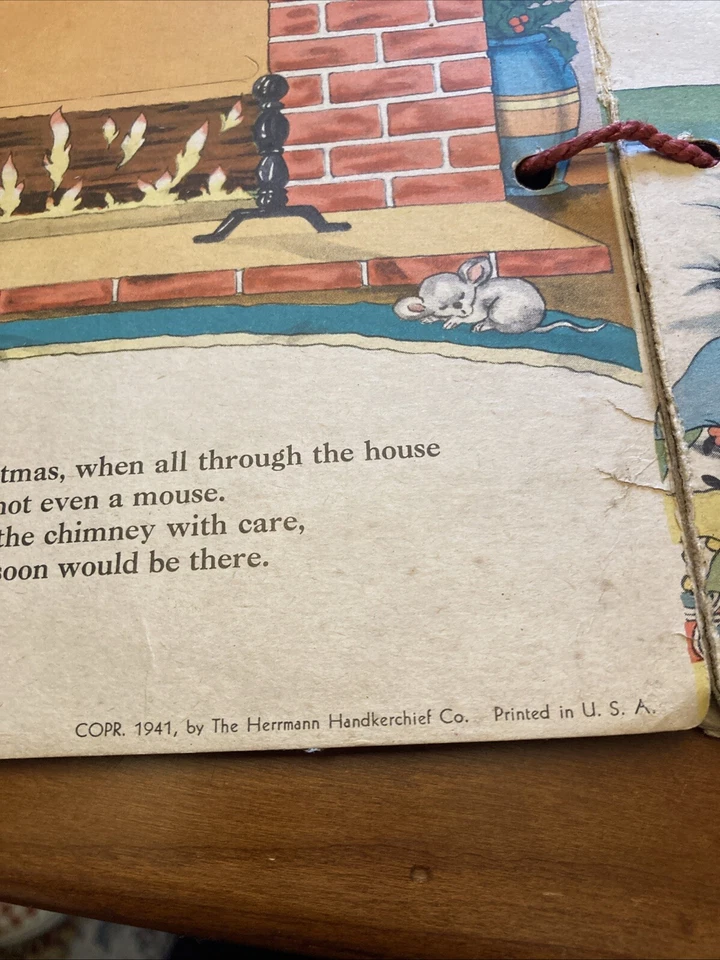 tmas, when all through the house
not even a mouse.
the chimney with care,
soon would be there.
COPR. 1941, by The Herrmann Handkerchief Co. Printed in U. S. A.